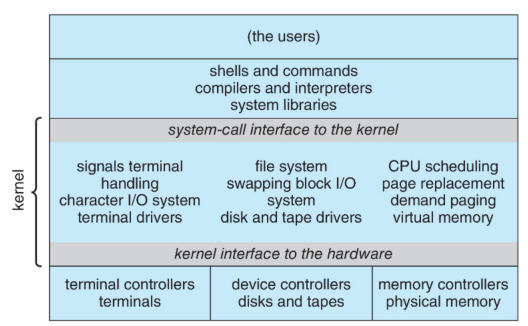 (the users)
shells and commands
compilers and interpreters
system libraries
kernel
system-call interface to the kernel
signals terminal
handling
character I/O system
terminal drivers
file system
swapping block I/O
system
disk and tape drivers
CPU scheduling
page replacement
demand paging
virtual memory
kernel interface to the hardware
terminal controllers
terminals
device controllers
disks and tapes
memory controllers
physical memory